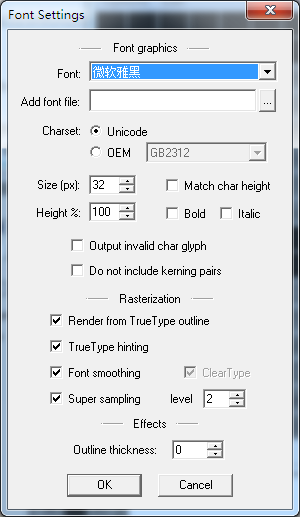 Font Settings
Font graphics
Font: 微软雅黑
Add font file: ...
Charset: Unicode
OEM GB2312
Size (px): 32 Match char height
Height %: 100 Bold Italic
Output invalid char glyph
Do not include kerning pairs
Rasterization
Render from TrueType outline
TrueType hinting
Font smoothing ClearType
Super sampling level 2
Effects
Outline thickness: 0
OK Cancel